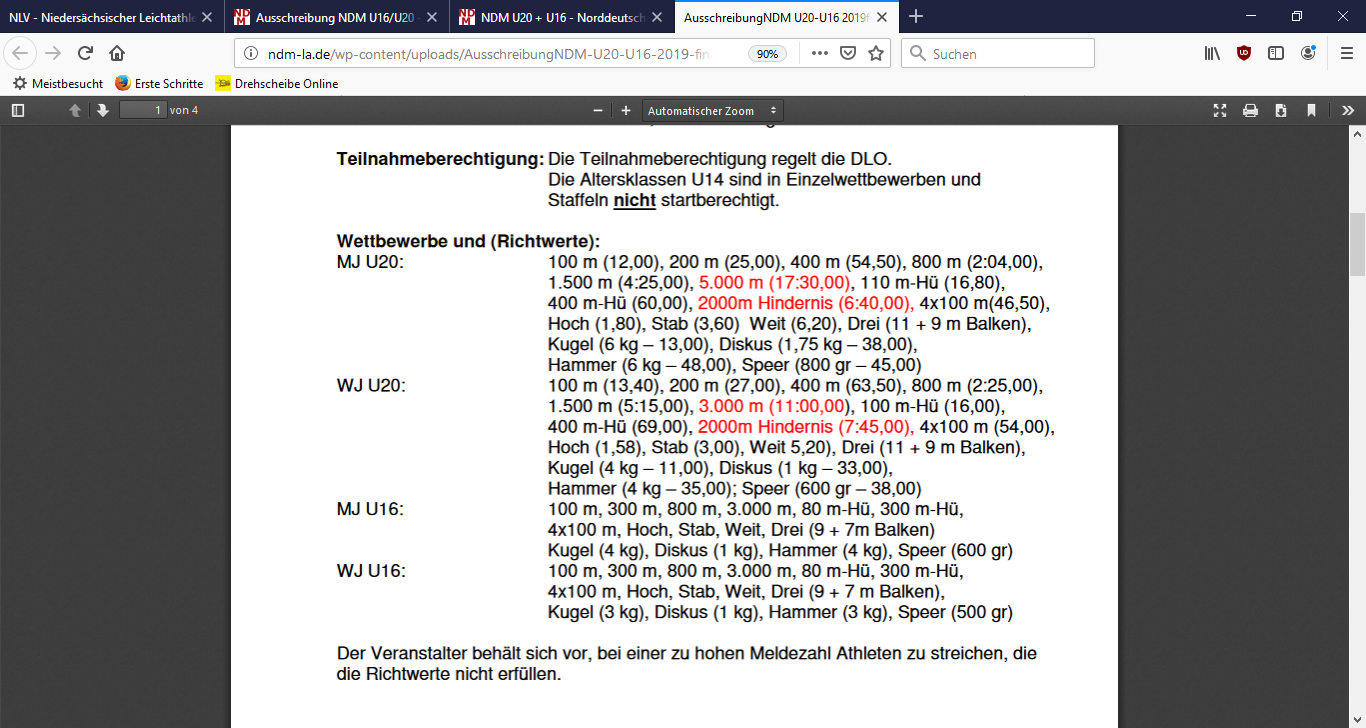 NLV - Niedersächsischer Leichtathle
Ausschreibung NDM U16/U20 -
NDM U20 + U16 - Norddeutsch
AusschreibungNDM U20-U16 2019f
ndm-la.de/wp-content/uploads/AusschreibungNDM-U20-U16-2019-fin
90%
Suchen
Meistbesucht
Erste Schritte
Drehscheibe Online
1 von 4
Automatischer Zoom
Teilnahmeberechtigung: Die Teilnahmeberechtigung regelt die DLO.
Die Altersklassen U14 sind in Einzelwettbewerben und
Staffeln nicht startberechtigt.
Wettbewerbe und (Richtwerte):
MJ U20: 100 m (12,00), 200 m (25,00), 400 m (54,50), 800 m (2:04,00),
1.500 m (4:25,00), 5.000 m (17:30,00), 110 m-Hü (16,80),
400 m-Hü (60,00), 2000m Hindernis (6:40,00), 4x100 m(46,50),
Hoch (1,80), Stab (3,60) Weit (6,20), Drei (11 + 9 m Balken),
Kugel (6 kg – 13,00), Diskus (1,75 kg – 38,00),
Hammer (6 kg – 48,00), Speer (800 gr – 45,00)
WJ U20: 100 m (13,40), 200 m (27,00), 400 m (63,50), 800 m (2:25,00),
1.500 m (5:15,00), 3.000 m (11:00,00), 100 m-Hü (16,00),
400 m-Hü (69,00), 2000m Hindernis (7:45,00), 4x100 m (54,00),
Hoch (1,58), Stab (3,00), Weit 5,20), Drei (11 + 9 m Balken),
Kugel (4 kg – 11,00), Diskus (1 kg – 33,00),
Hammer (4 kg – 35,00); Speer (600 gr – 38,00)
MJ U16: 100 m, 300 m, 800 m, 3.000 m, 80 m-Hü, 300 m-Hü,
4x100 m, Hoch, Stab, Weit, Drei (9 + 7m Balken)
Kugel (4 kg), Diskus (1 kg), Hammer (4 kg), Speer (600 gr)
WJ U16: 100 m, 300 m, 800 m, 3.000 m, 80 m-Hü, 300 m-Hü,
4x100 m, Hoch, Stab, Weit, Drei (9 + 7 m Balken),
Kugel (3 kg), Diskus (1 kg), Hammer (3 kg), Speer (500 gr)
Der Veranstalter behält sich vor, bei einer zu hohen Meldezahl Athleten zu streichen, die
die Richtwerte nicht erfüllen.